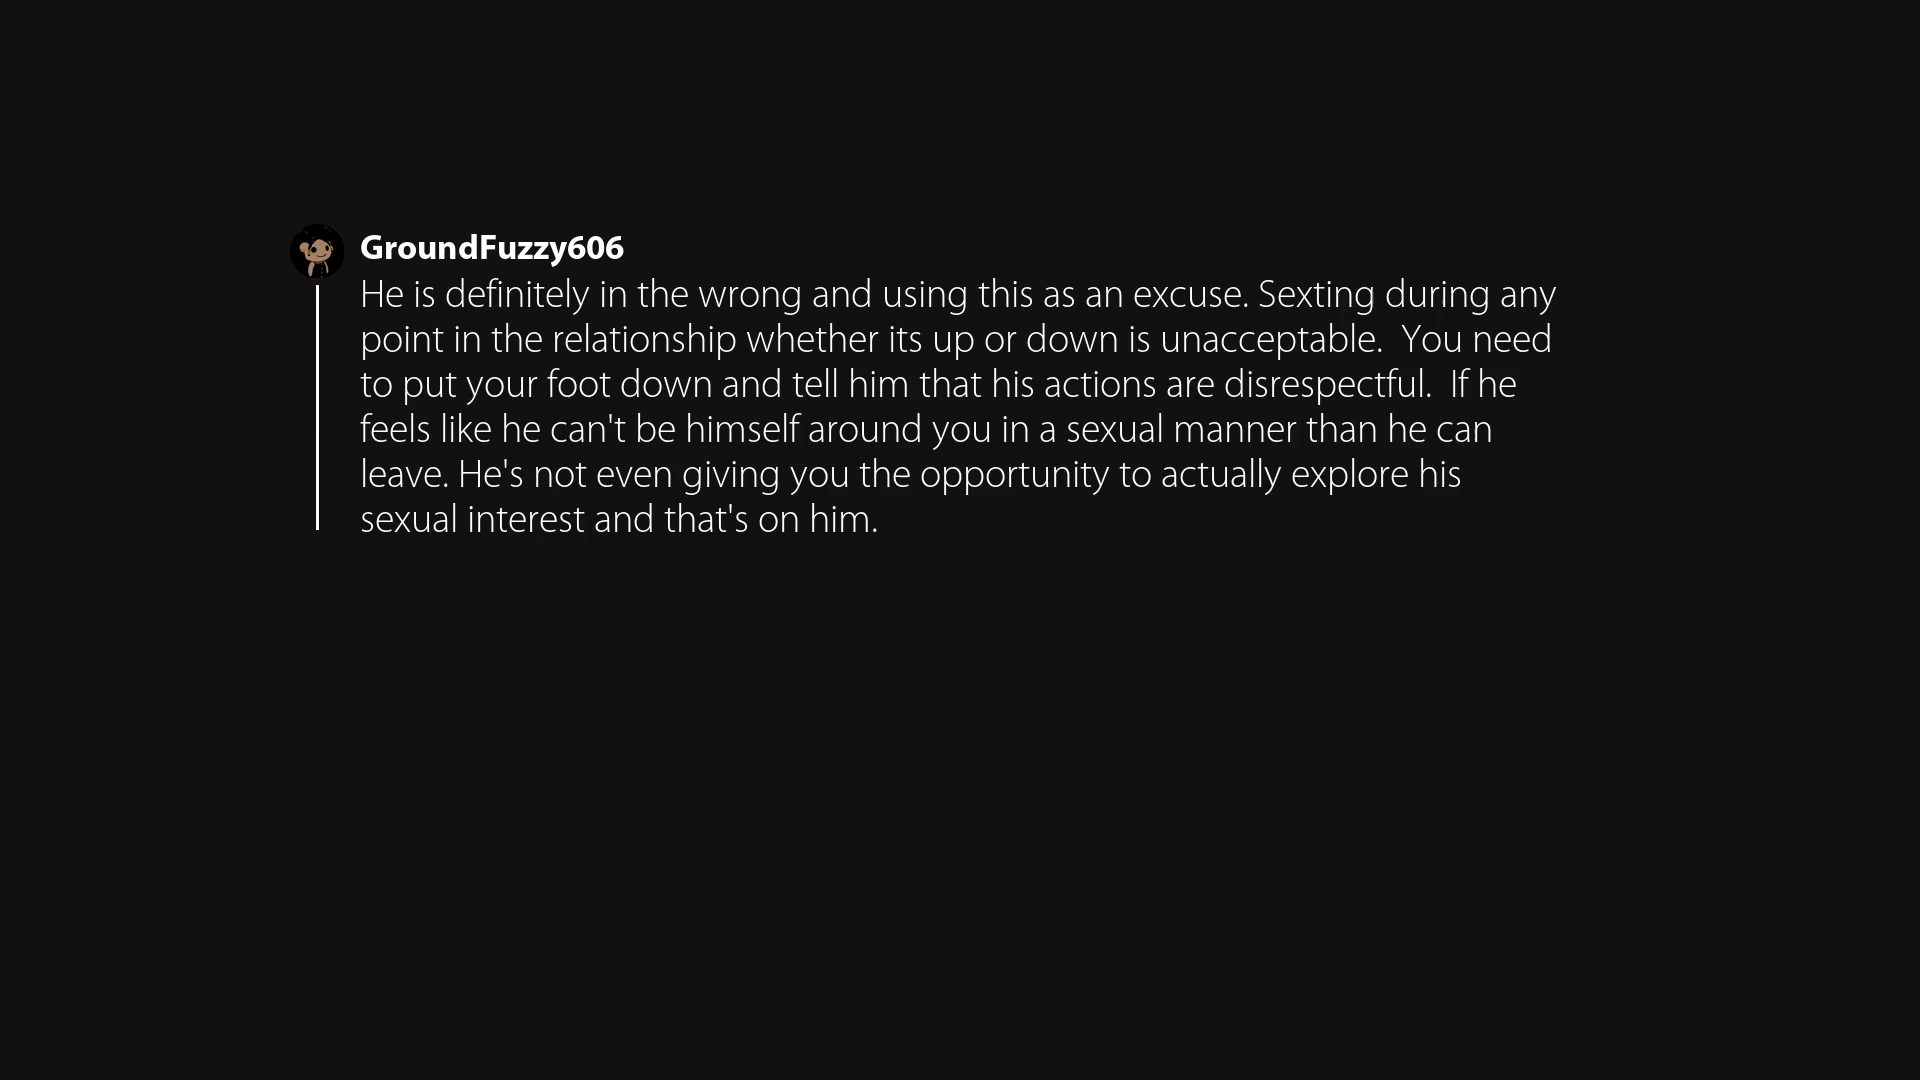 GroundFuzzy606
He is definitely in the wrong and using this as an excuse. Sexting during any
point in the relationship whether its up or down is unacceptable.  You need
to put your foot down and tell him that his actions are disrespectful.  If he
feels like he can't be himself around you in a sexual manner than he can
leave. He's not even giving you the opportunity to actually explore his
sexual interest and that's on him.